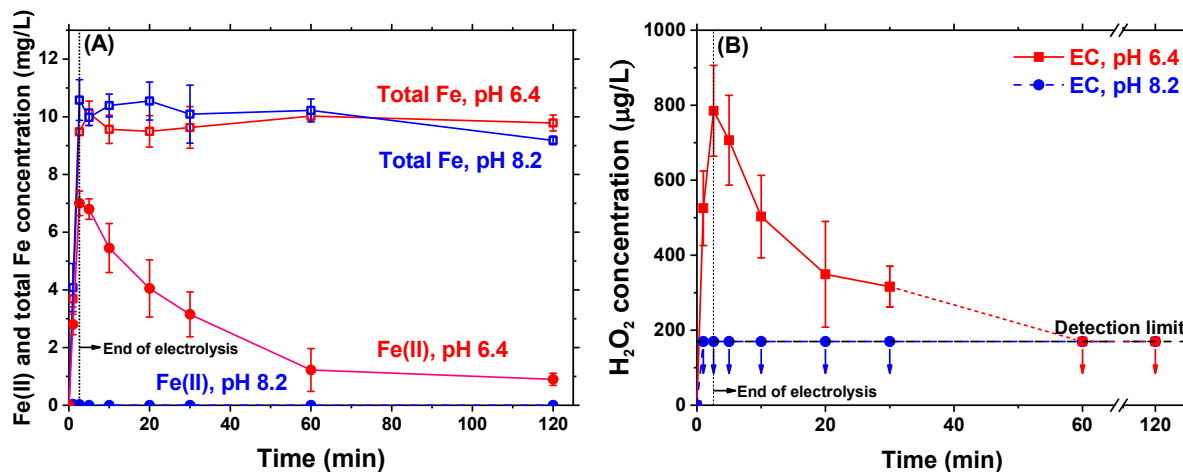 (A)
Fe(II) and total Fe concentration (mg/L)
12
10
8
6
4
2
0
Total Fe, pH 6.4
Total Fe, pH 8.2
End of electrolysis
Fe(II), pH 6.4
Fe(II), pH 8.2
0 20 40 60 80 100 120
Time (min)
(B)
H₂O₂ concentration (µg/L)
1000
800
600
400
200
0
EC, pH 6.4
EC, pH 8.2
Detection limit
End of electrolysis
0 20 40 60 120
Time (min)